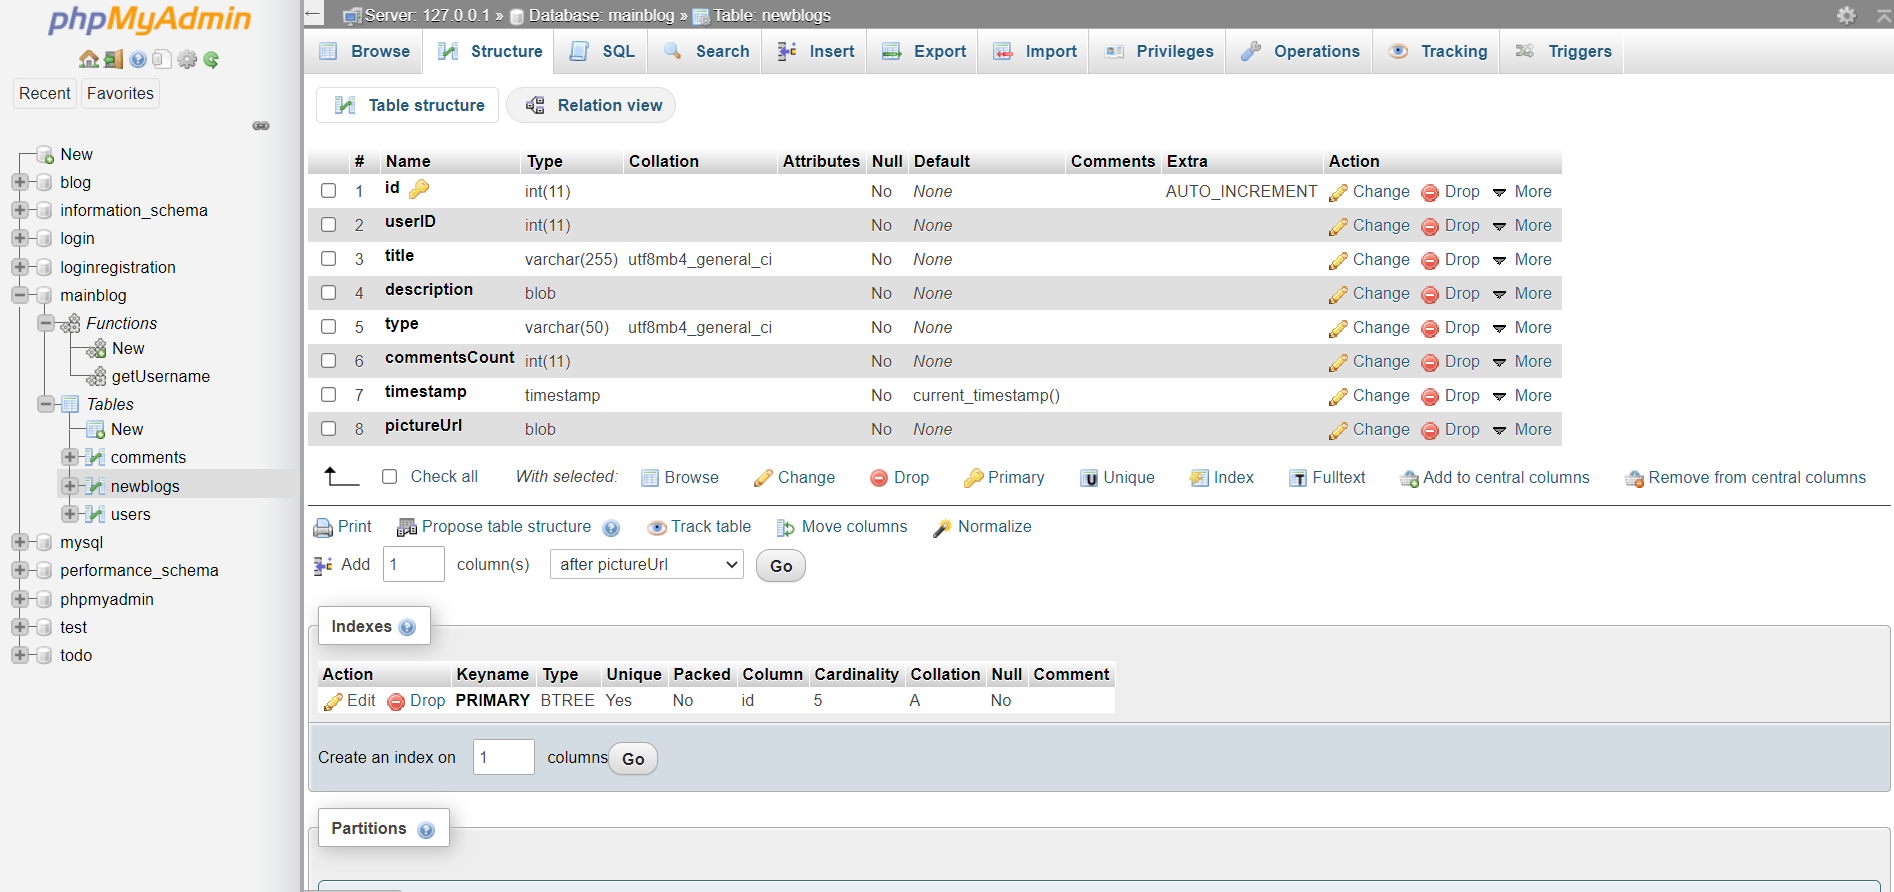 phpMyAdmin
Recent Favorites
New
blog
information_schema
login
loginregistration
mainblog
Functions
New
getUsername
Tables
New
comments
newblogs
users
mysql
performance_schema
phpmyadmin
test
todo
Server: 127.0.0.1 » Database: mainblog » Table: newblogs
Browse Structure SQL Search Insert Export Import Privileges Operations Tracking Triggers
Table structure Relation view
# Name Type Collation Attributes Null Default Comments Extra Action
1 id int(11) No None AUTO_INCREMENT Change Drop More
2 userID int(11) No None Change Drop More
3 title varchar(255) utf8mb4_general_ci No None Change Drop More
4 description blob No None Change Drop More
5 type varchar(50) utf8mb4_general_ci No None Change Drop More
6 commentsCount int(11) No None Change Drop More
7 timestamp timestamp No current_timestamp() Change Drop More
8 pictureUrl blob No None Change Drop More
Check all With selected: Browse Change Drop Primary Unique Index Fulltext Add to central columns Remove from central columns
Print Propose table structure Track table Move columns Normalize
Add 1 column(s) after pictureUrl Go
Indexes
Action Keyname Type Unique Packed Column Cardinality Collation Null Comment
Edit Drop PRIMARY BTREE Yes No id 5 A No
Create an index on 1 columns Go
Partitions